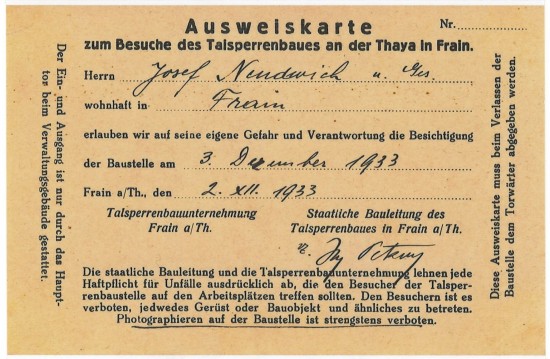 Ausweiskarte
Nr.
zum Besuche des Talsperrenbaues an der Thaya in Frain.
Herrn Josef Nendwich u. Ges.
wohnhaft in Frain
erlauben wir auf seine eigene Gefahr und Verantwortung die Besichtigung
der Baustelle am 3. Dezember 1933
Frain a/Th., den 2. XII. 1933
Talsperrenbauunternehmung
Frain a/Th.
Staatliche Bauleitung des
Talsperrenbaues in Frain a/Th.
Die staatliche Bauleitung und die Talsperrenbauunternehmung lehnen jede
Haftpflicht für Unfälle ausdrücklich ab, die den Besucher der Talsper-
renbaustelle auf den Arbeitsplätzen treffen sollten. Den Besuchern ist es
verboten, jedwedes Gerüst oder Bauobjekt und ähnliches zu betreten.
Photographieren auf der Baustelle ist strengstens verboten.
Der Ein- und Ausgang ist nur durch das Haupt-
tor beim Verwaltungsgebäude gestattet.
Diese Ausweiskarte muss beim Verlassen der
Baustelle dem Torwärter abgegeben werden.